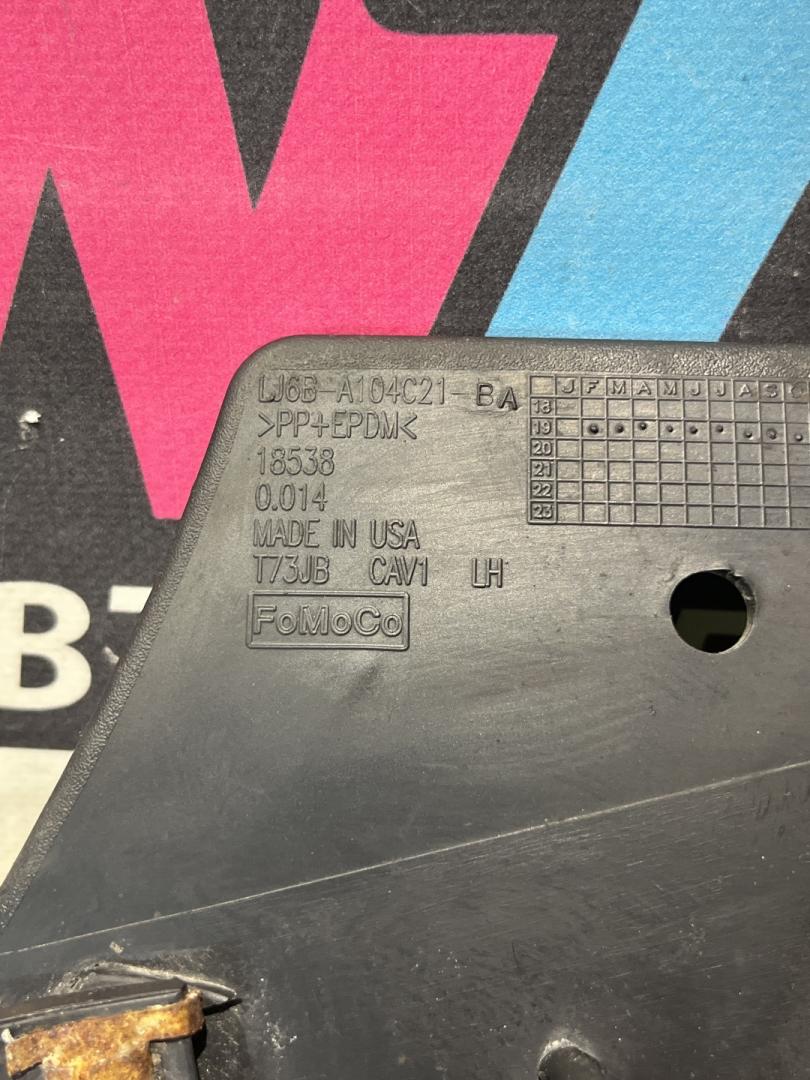 LJ6B-A104C21-BA
>PP+EPDM<
18538
0.014
MADE IN USA
T73JB CAV1 LH
FoMoCo
J F M A M J J A S O
18
19
20
21
22
23
B